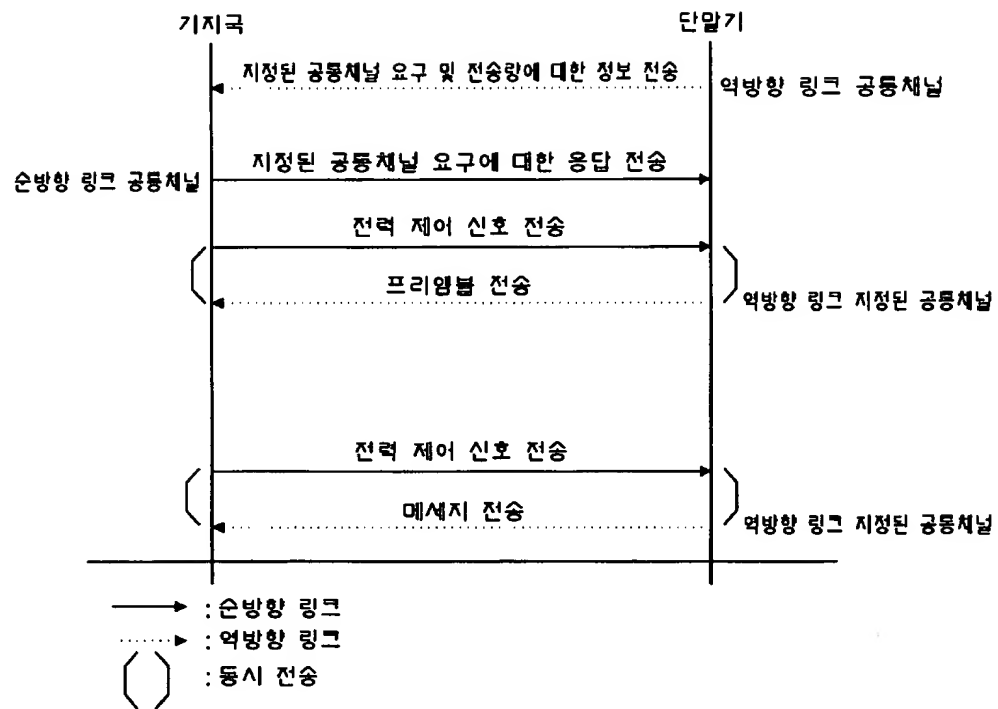 기지국 단말기
지정된 공통채널 요구 및 전송량에 대한 정보 전송
역방향 링크 공통채널
지정된 공통채널 요구에 대한 응답 전송
순방향 링크 공통채널
전력 제어 신호 전송
프리앰블 전송
역방향 링크 지정된 공통채널
전력 제어 신호 전송
메세지 전송
역방향 링크 지정된 공통채널
: 순방향 링크
: 역방향 링크
: 동시 전송